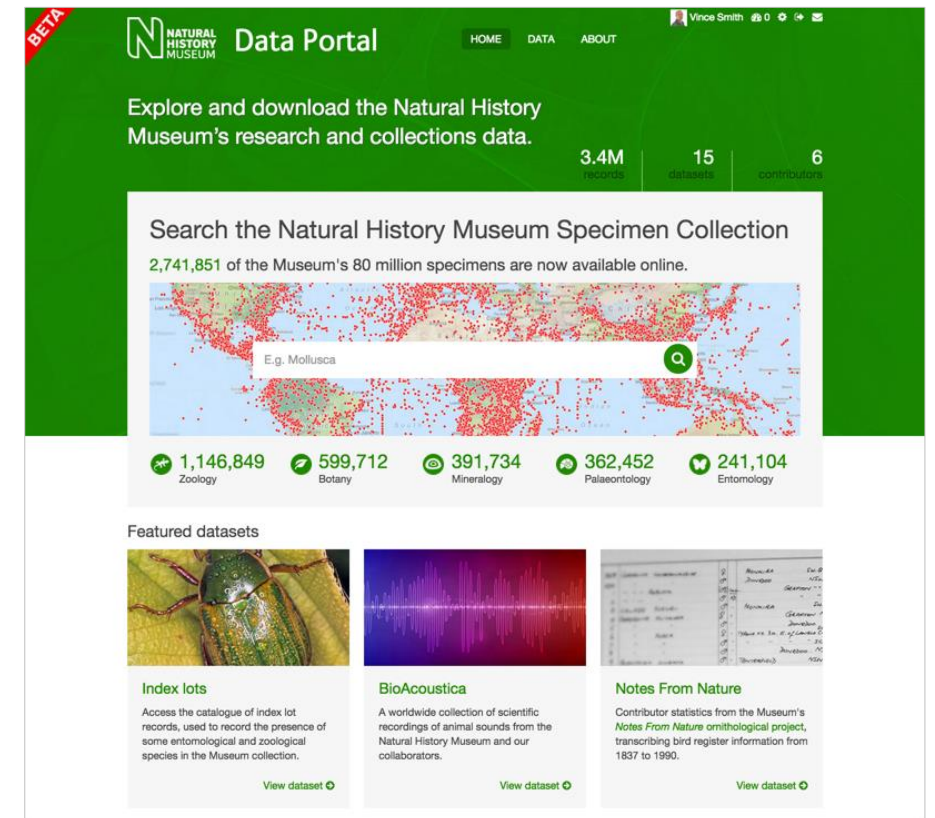 BETA
Vince Smith 0
NATURAL
HISTORY
MUSEUM
Data Portal
HOME DATA ABOUT
Explore and download the Natural History
Museum's research and collections data.
3.4M 15 6
records datasets contributors
Search the Natural History Museum Specimen Collection
2,741,851 of the Museum's 80 million specimens are now available online.
E.g. Mollusca
1,146,849 599,712 391,734 362,452 241,104
Zoology Botany Mineralogy Palaeontology Entomology
Featured datasets
Index lots
Access the catalogue of index lot
records, used to record the presence of
some entomological and zoological
species in the Museum collection.
View dataset
BioAcoustica
A worldwide collection of scientific
recordings of animal sounds from the
Natural History Museum and our
collaborators.
View dataset
Notes From Nature
Contributor statistics from the Museum's
Notes From Nature ornithological project,
transcribing bird register information from
1837 to 1990.
View dataset